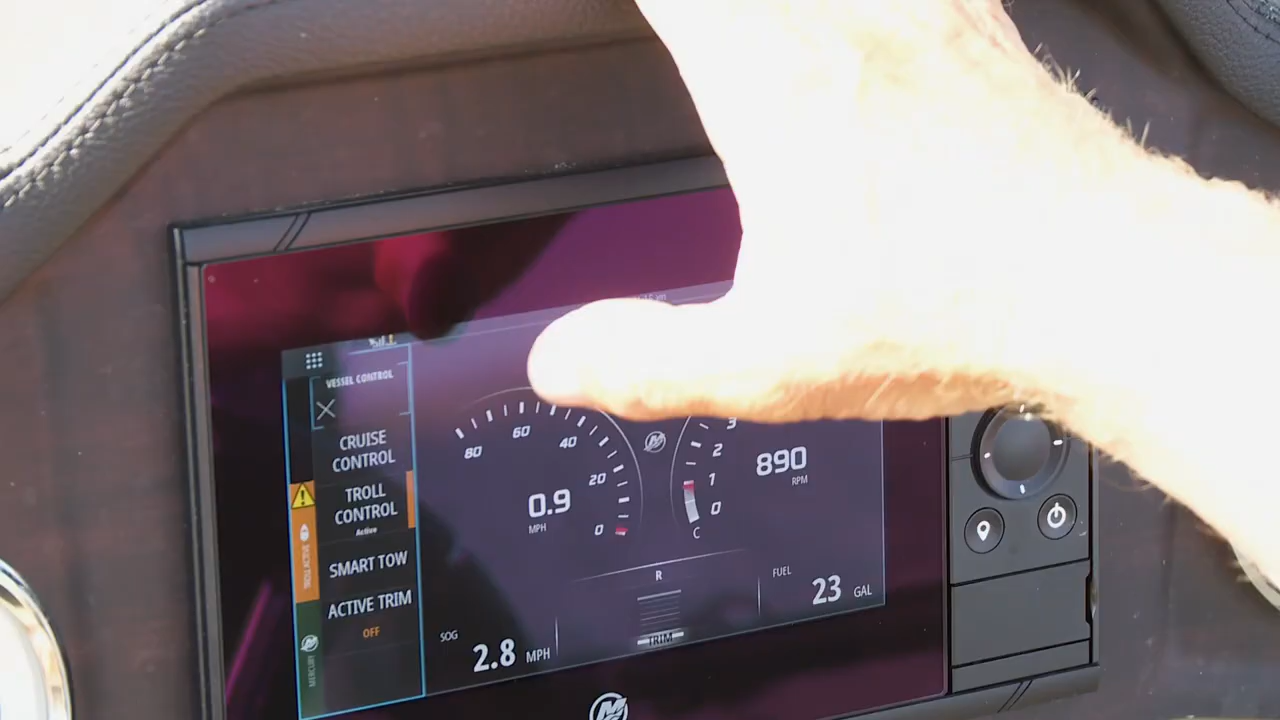 VESSEL CONTROL
CRUISE
CONTROL
TROLL
CONTROL
Active
SMART TOW
ACTIVE TRIM
OFF
MERCURY
80
60
40
20
0
0.9
MPH
3
2
1
0
C
890
RPM
R
TRIM
FUEL
23 GAL
SOG
2.8 MPH